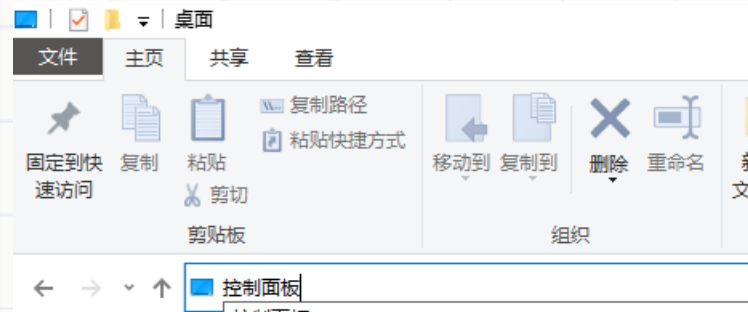 桌面
文件 主页 共享 查看
复制路径
粘贴快捷方式
固定到快速访问 复制 粘贴 移动到 复制到 删除 重命名
剪切
剪贴板 组织
控制面板